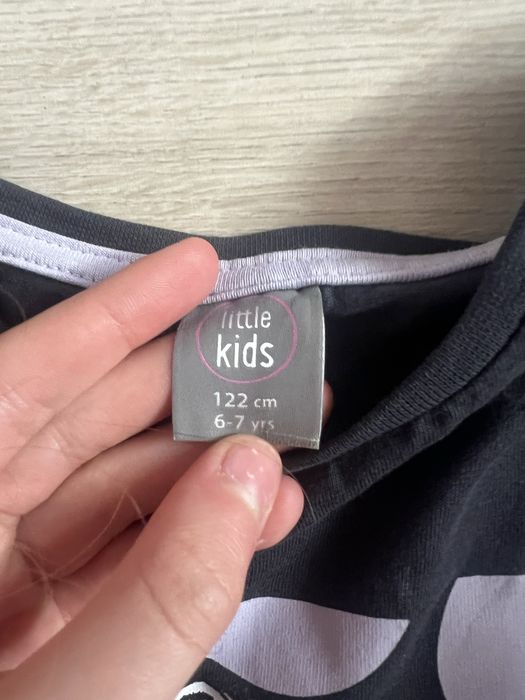 little
kids
122 cm
6-7 yrs